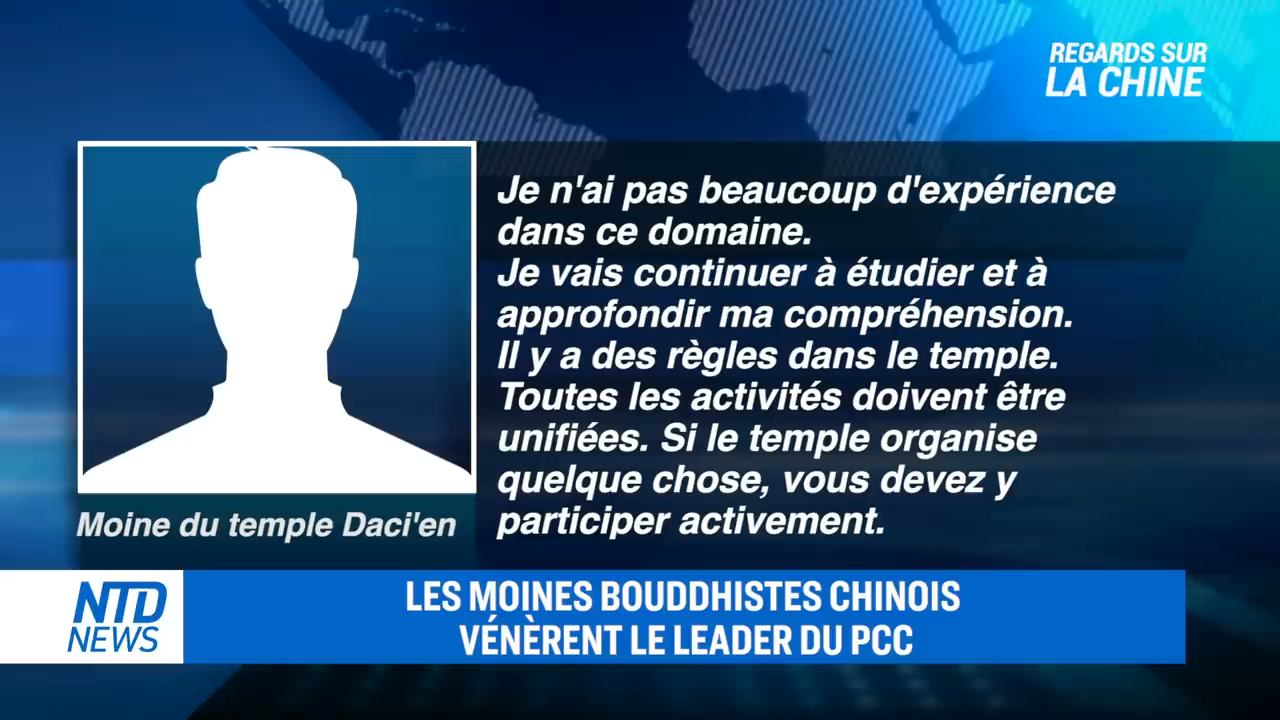 REGARDS SUR
LA CHINE
Je n'ai pas beaucoup d'expérience
dans ce domaine.
Je vais continuer à étudier et à
approfondir ma compréhension.
Il y a des règles dans le temple.
Toutes les activités doivent être
unifiées. Si le temple organise
quelque chose, vous devez y
participer activement.
Moine du temple Daci'en
NTD
NEWS
LES MOINES BOUDDHISTES CHINOIS
VÉNÈRENT LE LEADER DU PCC